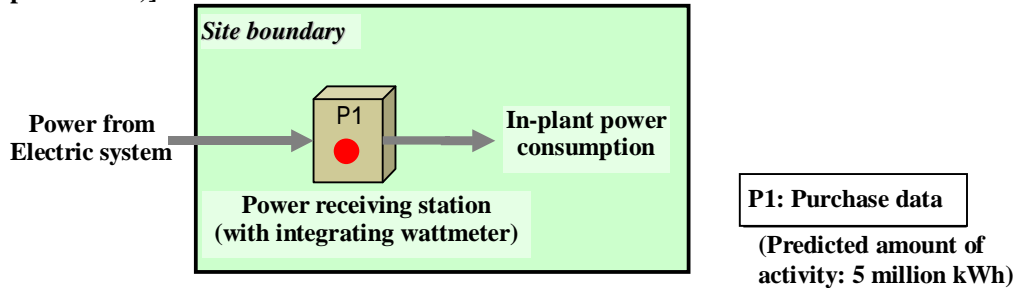 Site boundary
P1
Power from
Electric system
In-plant power
consumption
Power receiving station
(with integrating wattmeter)
P1: Purchase data
(Predicted amount of
activity: 5 million kWh)